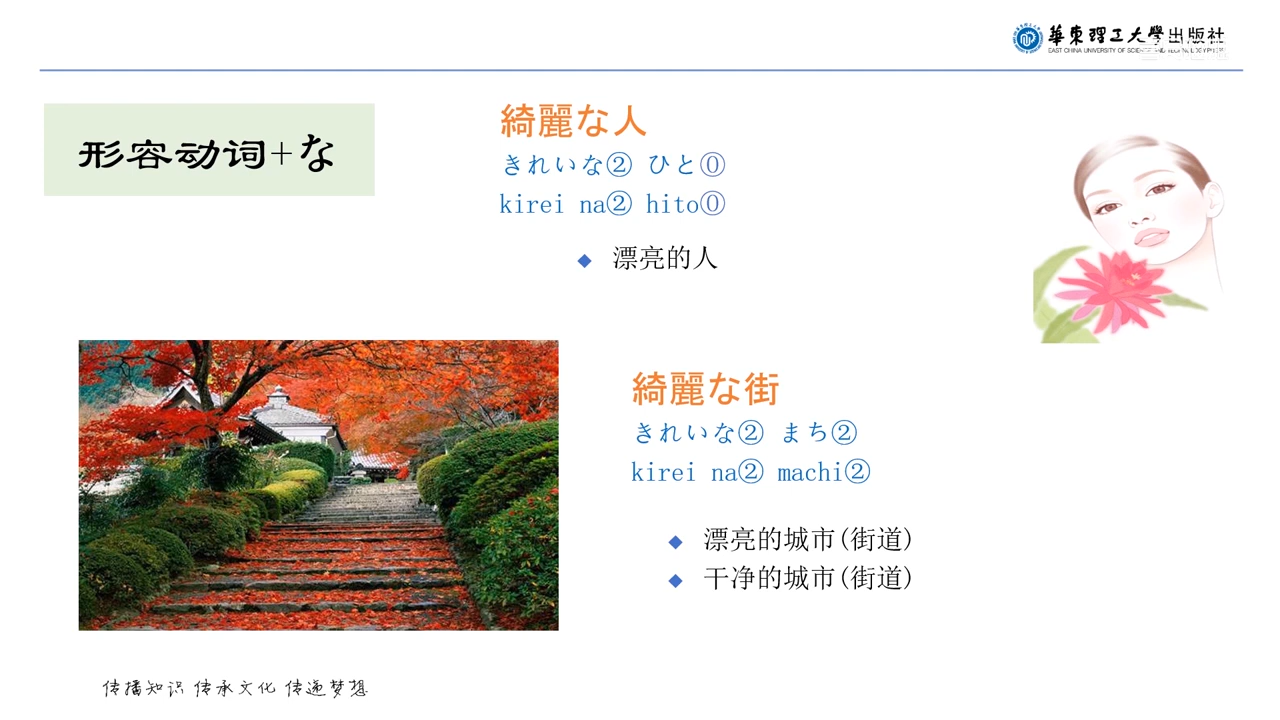 華東理工大學出版社
形容动词+な
綺麗な人
きれいな② ひと⓪
kirei na② hito⓪
◆ 漂亮的人
綺麗な街
きれいな② まち②
kirei na② machi②
◆ 漂亮的城市(街道)
◆ 干净的城市(街道)
传播知识 传承文化 传递梦想